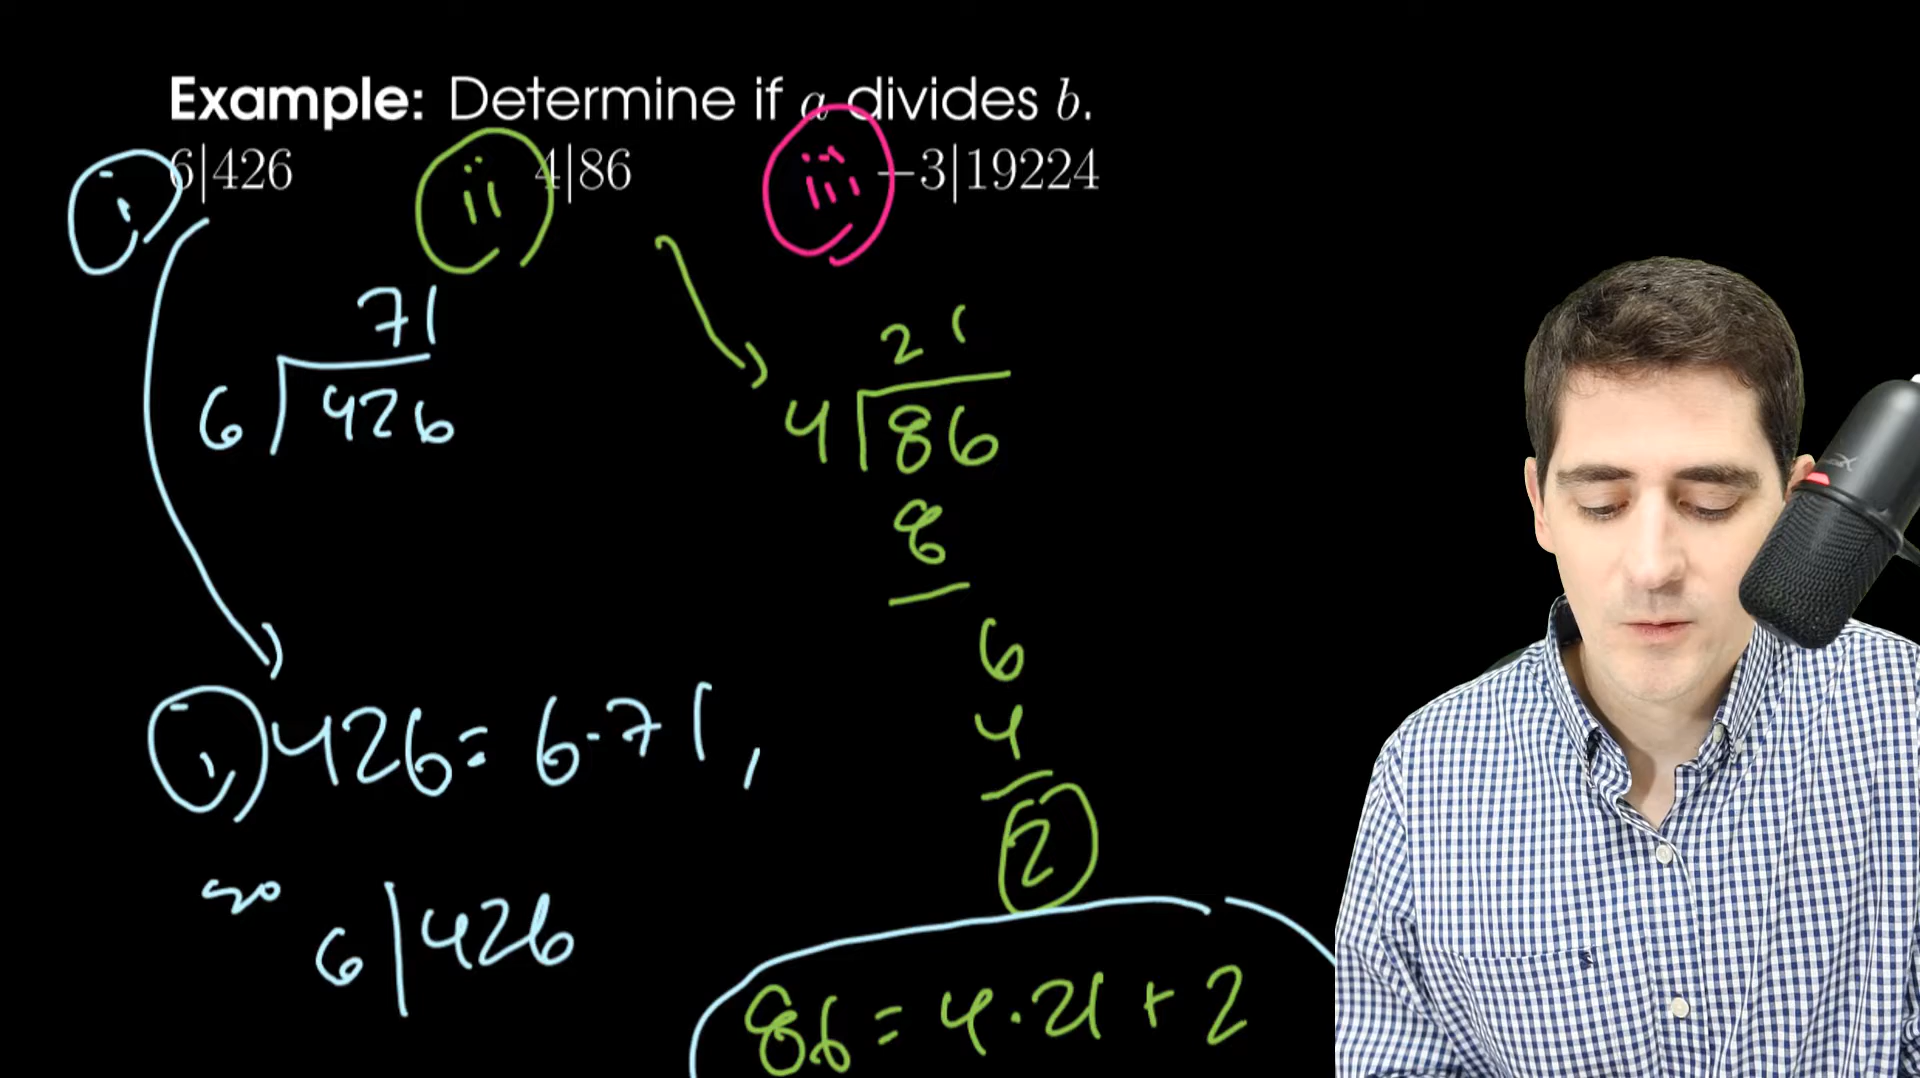 Example: Determine if a divides b.
i 6|426 ii 4|86 iii −3|19224
71
6 426
21
4 86
8
6
4
2
i 426 = 6·71,
so 6|426
86 = 4·21 + 2